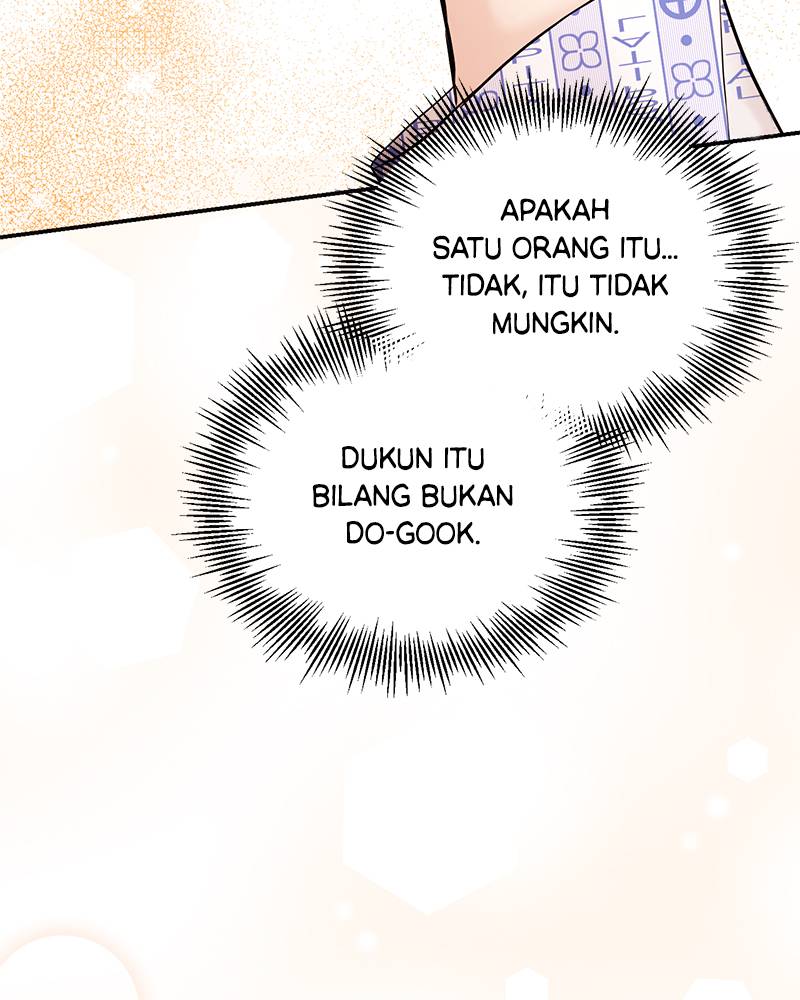 APAKAH
SATU ORANG ITU...
TIDAK, ITU TIDAK
MUNGKIN.
DUKUN ITU
BILANG BUKAN
DO-GOOK.